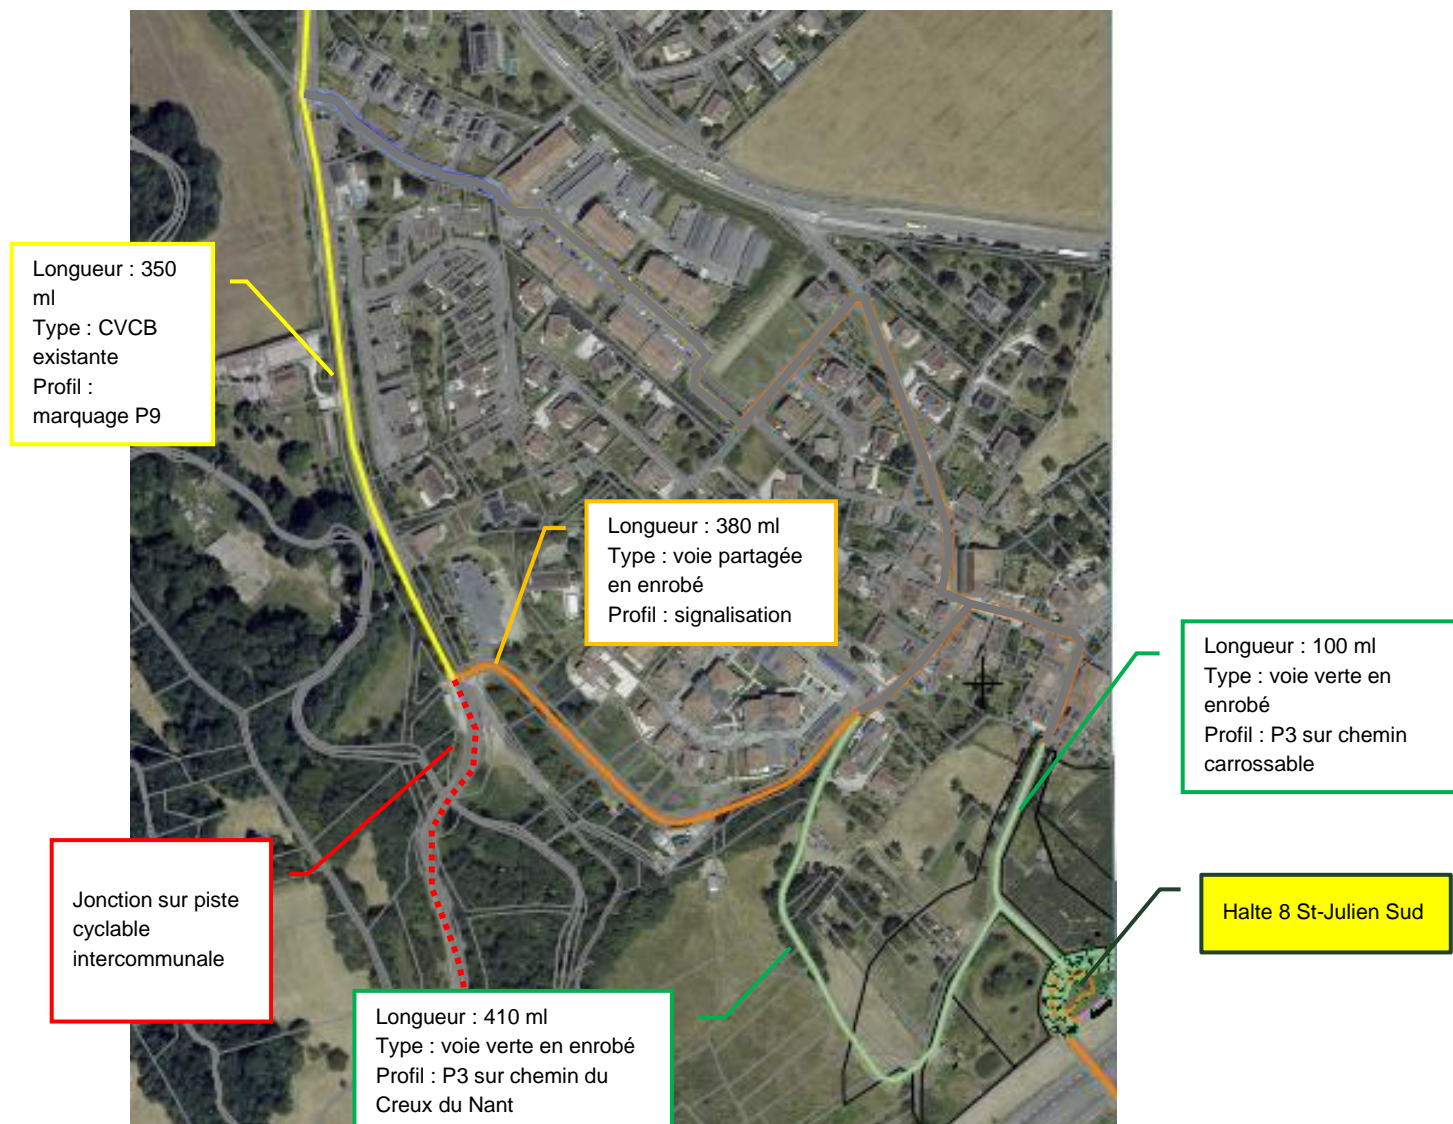 Longueur : 350
ml
Type : CVCB
existante
Profil :
marquage P9
Longueur : 380 ml
Type : voie partagée
en enrobé
Profil : signalisation
Longueur : 100 ml
Type : voie verte en
enrobé
Profil : P3 sur chemin
carrossable
Jonction sur piste
cyclable
intercommunale
Halte 8 St-Julien Sud
Longueur : 410 ml
Type : voie verte en enrobé
Profil : P3 sur chemin du
Creux du Nant